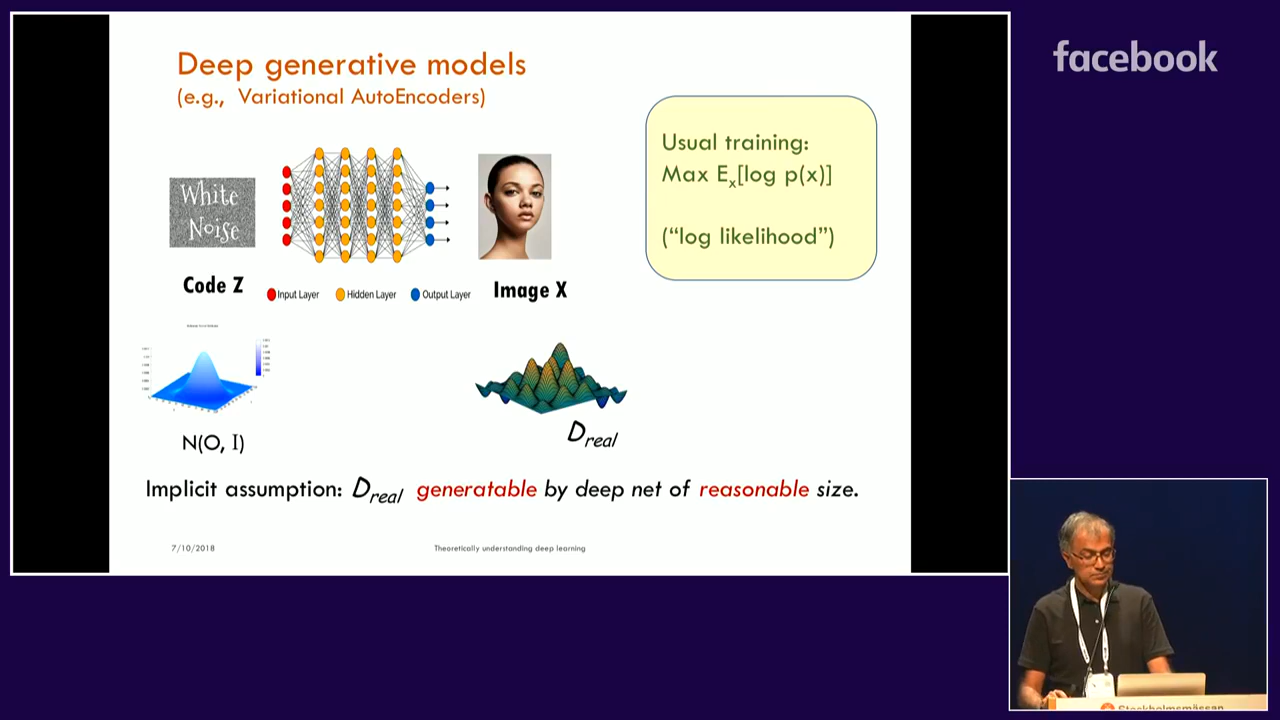 facebook
Deep generative models
(e.g., Variational AutoEncoders)
Usual training:
Max Ex[log p(x)]
("log likelihood")
White
Noise
Code Z
Input Layer
Hidden Layer
Output Layer
Image X
N(0, I)
Dreal
Implicit assumption: Dreal generatable by deep net of reasonable size.
7/10/2018
Theoretically understanding deep learning
Stockholmsmässan